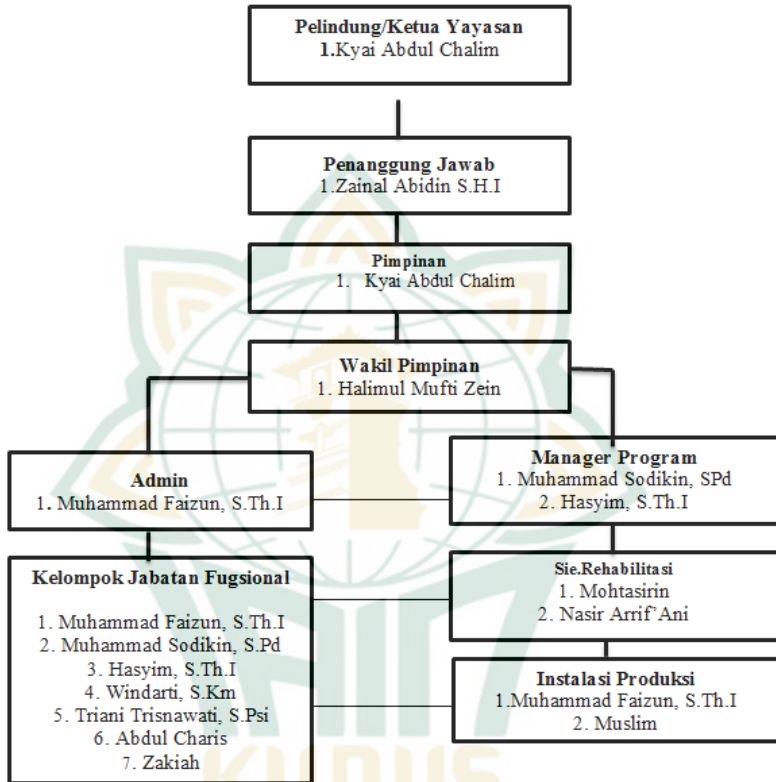 Pelindung/Ketua Yayasan
1.Kyai Abdul Chalim
Penanggung Jawab
1.Zainal Abidin S.H.I
Pimpinan
1. Kyai Abdul Chalim
Wakil Pimpinan
1. Halimul Mufti Zein
Admin
1. Muhammad Faizun, S.Th.I
Manager Program
1. Muhammad Sodikin, SPd
2. Hasyim, S.Th.I
Kelompok Jabatan Fugsional
1. Muhammad Faizun, S.Th.I
2. Muhammad Sodikin, S.Pd
3. Hasyim, S.Th.I
4. Windarti, S.Km
5. Triani Trisnawati, S.Psi
6. Abdul Charis
7. Zakiah
Sie.Rehabilitasi
1. Mohtasirin
2. Nasir Arrif’Ani
Instalasi Produksi
1.Muhammad Faizun, S.Th.I
2. Muslim
IAIN
KUDUS